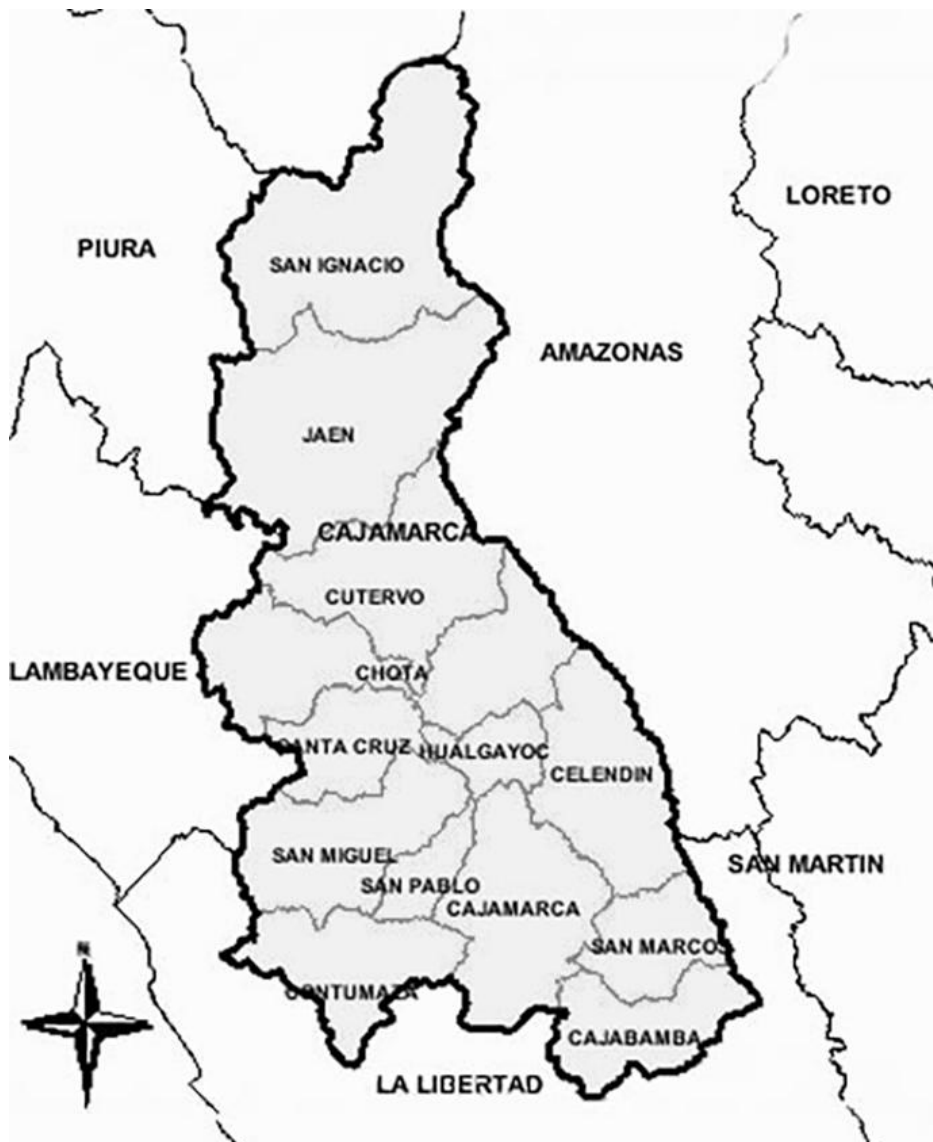 LORETO
PIURA
SAN IGNACIO
AMAZONAS
JAEN
CAJAMARCA
CUTERVO
LAMBAYEQUE
CHOTA
SANTA CRUZ
HUALGAYOC
CELENDIN
SAN MIGUEL
SAN MARTIN
SAN PABLO
CAJAMARCA
SAN MARCOS
N
CONTUMAZA
CAJABAMBA
LA LIBERTAD